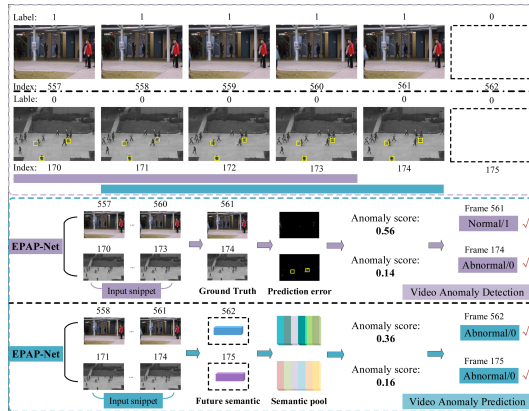 Label: 1 1 1 1 1 0
Index: 557 558 559 560 561 562
Lable: 0 0 0 0 0 0
Index: 170 171 172 173 174 175
557 560 561
Anomaly score:
0.56
Frame 561
Normal/1 √
EPAP-Net
170 173 174
... 
Anomaly score:
0.14
Frame 174
Abnormal/0 √
Input snippet
Ground Truth
Prediction error
Video Anomaly Detection
558 561 562
...
Anomaly score:
0.36
Frame 562
Abnormal/0 √
EPAP-Net
171 174 175
...
Anomaly score:
0.16
Frame 175
Abnormal/0 √
Input snippet
Future semantic
Semantic pool
Video Anomaly Prediction